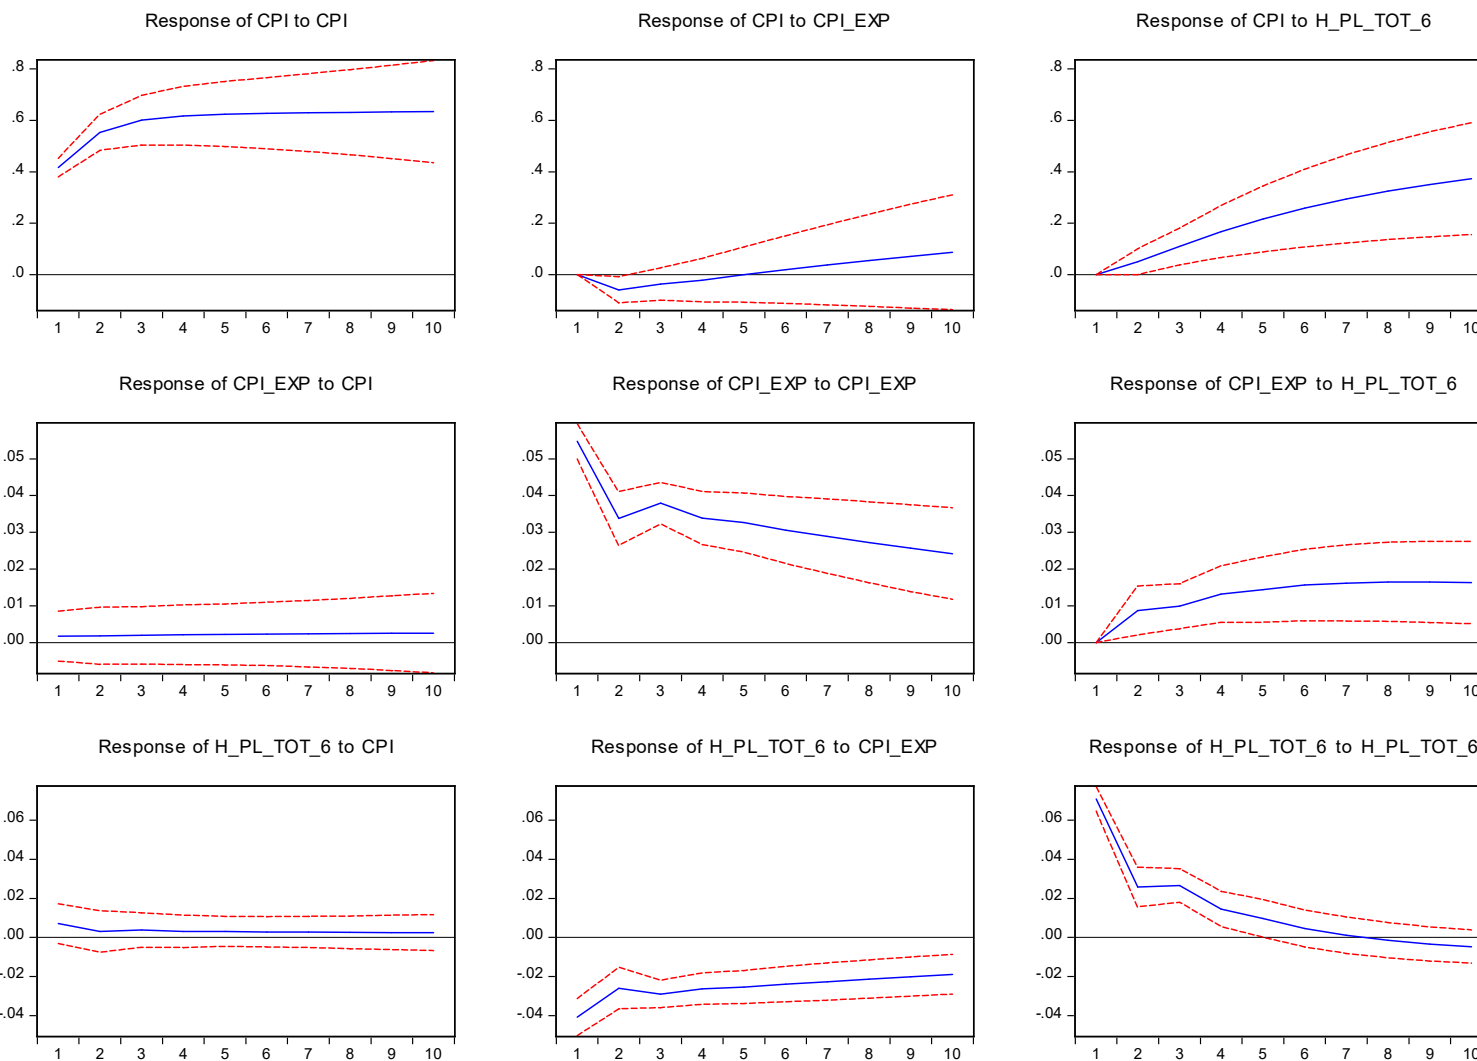 Response of CPI to CPI
Response of CPI to CPI_EXP
Response of CPI to H_PL_TOT_6
.8
.6
.4
.2
.0
1 2 3 4 5 6 7 8 9 10
.8
.6
.4
.2
.0
1 2 3 4 5 6 7 8 9 10
.8
.6
.4
.2
.0
1 2 3 4 5 6 7 8 9 10
Response of CPI_EXP to CPI
Response of CPI_EXP to CPI_EXP
Response of CPI_EXP to H_PL_TOT_6
.05
.04
.03
.02
.01
.00
1 2 3 4 5 6 7 8 9 10
.05
.04
.03
.02
.01
.00
1 2 3 4 5 6 7 8 9 10
.05
.04
.03
.02
.01
.00
1 2 3 4 5 6 7 8 9 10
Response of H_PL_TOT_6 to CPI
Response of H_PL_TOT_6 to CPI_EXP
Response of H_PL_TOT_6 to H_PL_TOT_6
.06
.04
.02
.00
-.02
-.04
1 2 3 4 5 6 7 8 9 10
.06
.04
.02
.00
-.02
-.04
1 2 3 4 5 6 7 8 9 10
.06
.04
.02
.00
-.02
-.04
1 2 3 4 5 6 7 8 9 10